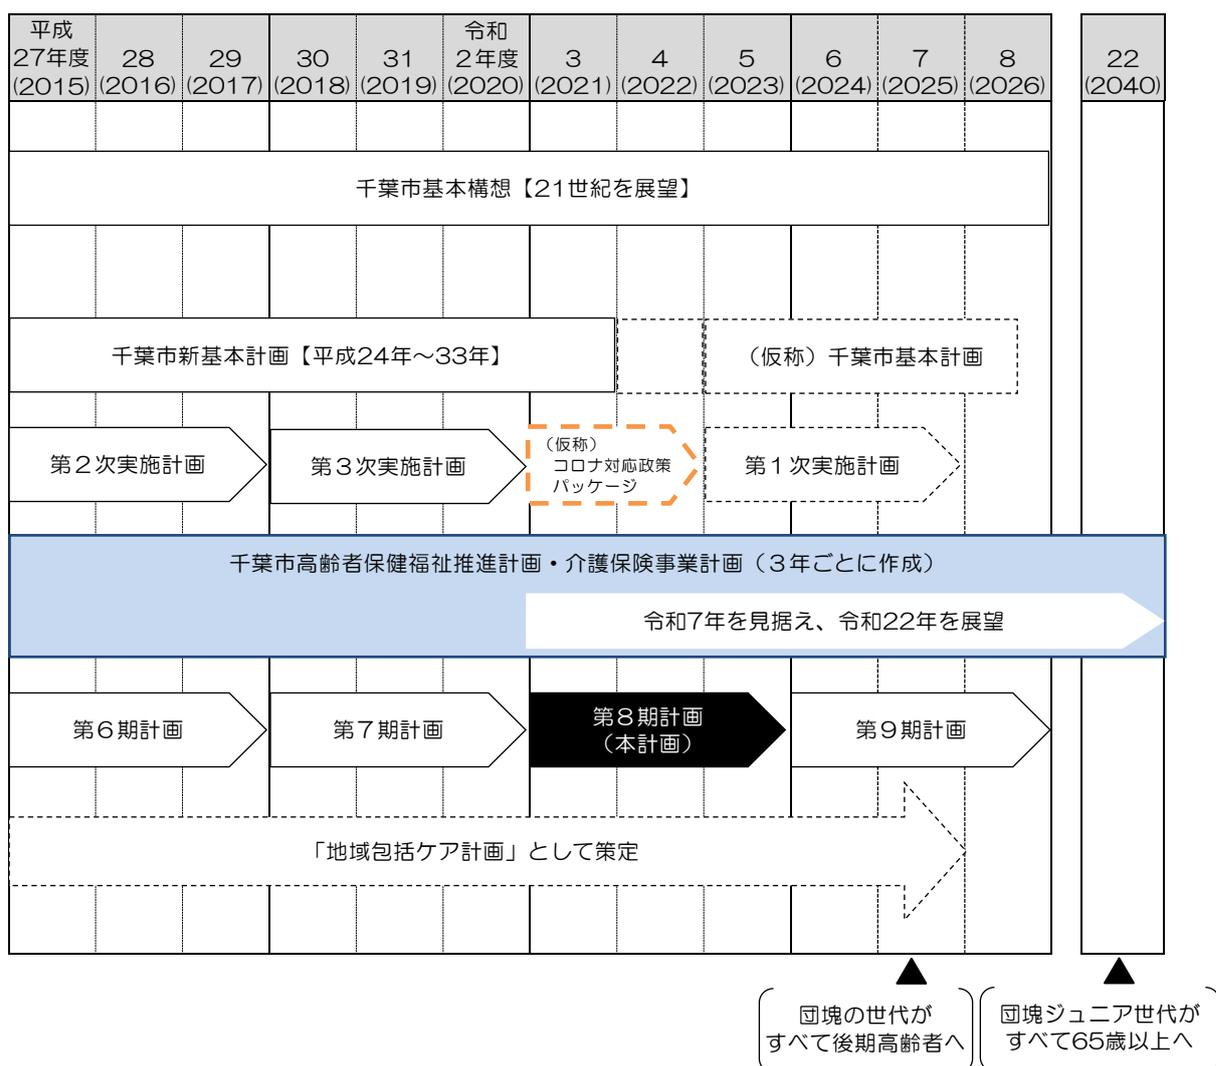 平成
27年度
(2015)
28
(2016)
29
(2017)
30
(2018)
31
(2019)
令和
２年度
(2020)
3
(2021)
4
(2022)
5
(2023)
6
(2024)
7
(2025)
8
(2026)
22
(2040)
千葉市基本構想【21世紀を展望】
千葉市新基本計画【平成24年～33年】
（仮称）千葉市基本計画
第２次実施計画
第３次実施計画
（仮称）
コロナ対応政策
パッケージ
第１次実施計画
千葉市高齢者保健福祉推進計画・介護保険事業計画（３年ごとに作成）
令和7年を見据え、令和22年を展望
第６期計画
第７期計画
第８期計画
（本計画）
第９期計画
「地域包括ケア計画」として策定
団塊の世代が
すべて後期高齢者へ
団塊ジュニア世代が
すべて65歳以上へ